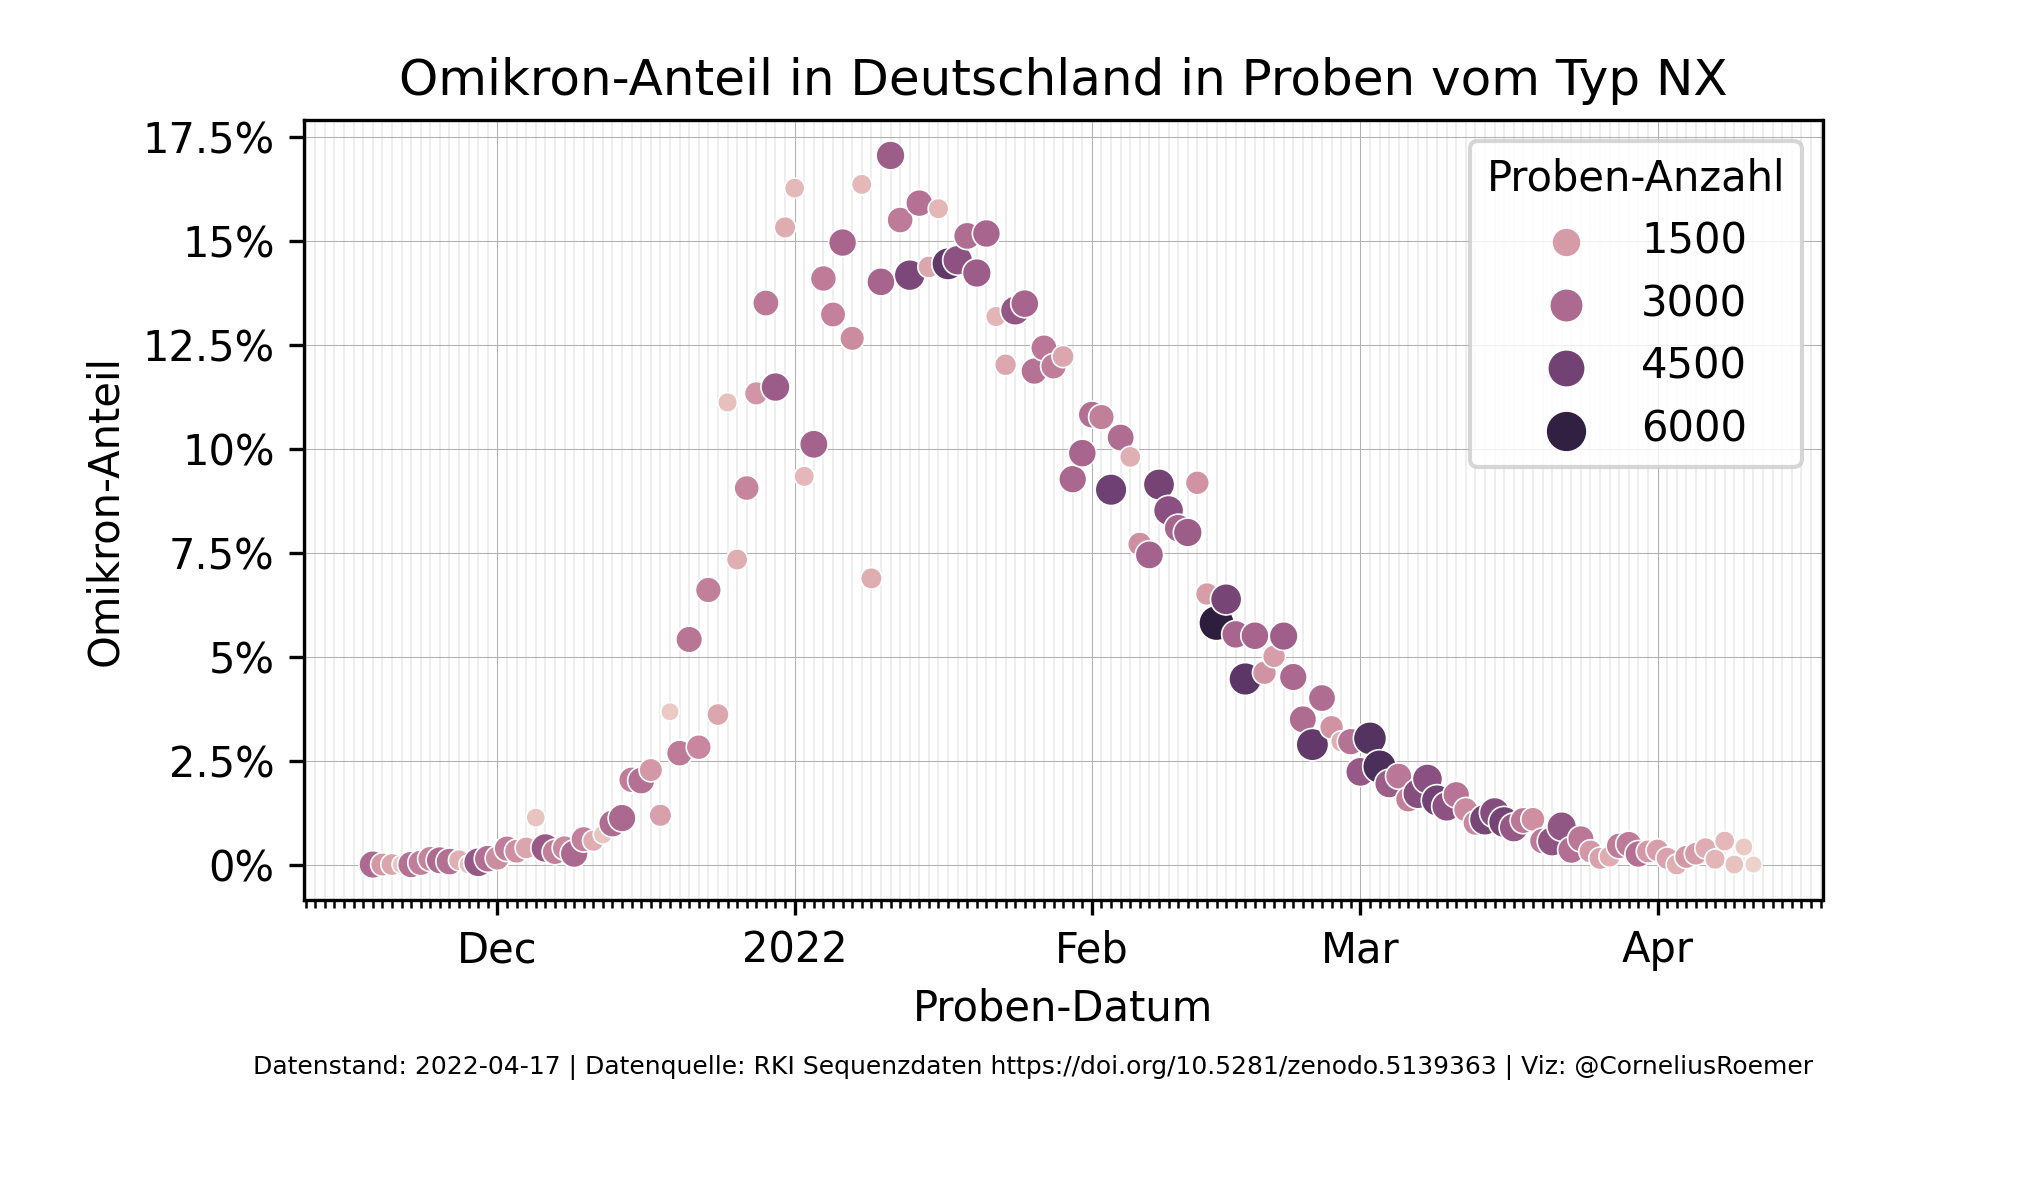 Omikron-Anteil in Deutschland in Proben vom Typ NX
17.5%
15%
12.5%
10%
7.5%
5%
2.5%
0%
Omikron-Anteil
Proben-Anzahl
1500
3000
4500
6000
Dec
2022
Feb
Mar
Apr
Proben-Datum
Datenstand: 2022-04-17 | Datenquelle: RKI Sequenzdaten https://doi.org/10.5281/zenodo.5139363 | Viz: @CorneliusRoemer